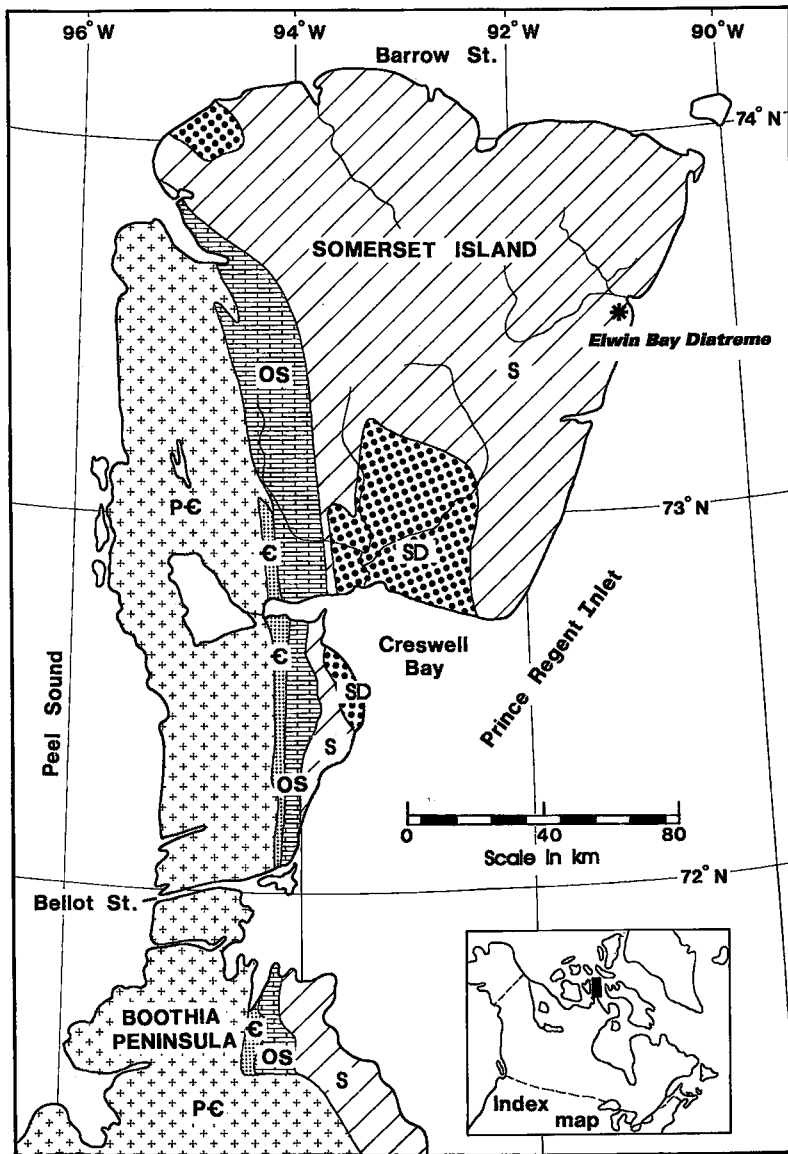 96°W
94°W
92°W
90°W
Barrow St.
74°N
SOMERSET ISLAND
Elwin Bay Diatreme
OS
S
73°N
P€
€
SD
Creswell
Bay
€
SD
Prince Regent Inlet
Peel Sound
S
OS
0 40 80
Scale in km
72°N
Bellot St.
BOOTHIA
PENINSULA
€
OS
S
P€
Index
map